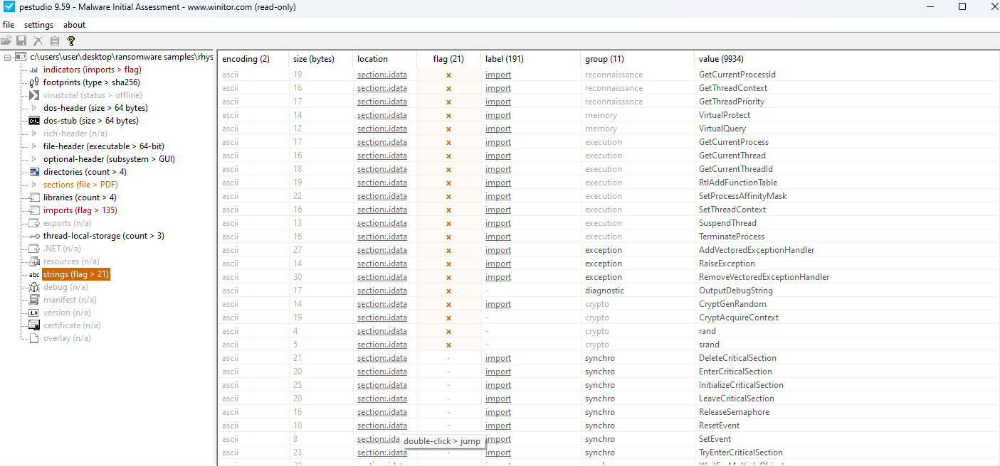 pestudio 9.59 - Malware Initial Assessment - www.winitor.com (read-only)
file settings about
c:\users\user\desktop\ransomware samples\rhys
indicators (imports > flag)
footprints (type > sha256)
virustotal (status > offline)
dos-header (size > 64 bytes)
dos-stub (size > 64 bytes)
rich-header (n/a)
file-header (executable > 64-bit)
optional-header (subsystem > GUI)
directories (count > 4)
sections (file > PDF)
libraries (count > 4)
imports (flag > 135)
exports (n/a)
thread-local-storage (count > 3)
.NET (n/a)
resources (n/a)
abc strings (flag > 21)
debug (n/a)
manifest (n/a)
1.0 version (n/a)
certificate (n/a)
overlay (n/a)
encoding (2) size (bytes) location flag (21) label (191) group (11) value (9934)
ascii 19 section:.idata x import reconnaissance GetCurrentProcessId
ascii 16 section:.idata x import reconnaissance GetThreadContext
ascii 17 section:.idata x import reconnaissance GetThreadPriority
ascii 14 section:.idata x import memory VirtualProtect
ascii 12 section:.idata x import memory VirtualQuery
ascii 17 section:.idata x import execution GetCurrentProcess
ascii 16 section:.idata x import execution GetCurrentThread
ascii 18 section:.idata x import execution GetCurrentThreadId
ascii 19 section:.idata x import execution RtlAddFunctionTable
ascii 22 section:.idata x import execution SetProcessAffinityMask
ascii 16 section:.idata x import execution SetThreadContext
ascii 13 section:.idata x import execution SuspendThread
ascii 16 section:.idata x import execution TerminateProcess
ascii 27 section:.idata x import exception AddVectoredExceptionHandler
ascii 14 section:.idata x import exception RaiseException
ascii 30 section:.idata x import exception RemoveVectoredExceptionHandler
ascii 17 section:.idata x - diagnostic OutputDebugString
ascii 14 section:.idata x import crypto CryptGenRandom
ascii 19 section:.idata x - crypto CryptAcquireContext
ascii 4 section:.idata x - crypto rand
ascii 5 section:.idata x - crypto srand
ascii 21 section:.idata - import synchro DeleteCriticalSection
ascii 20 section:.idata - import synchro EnterCriticalSection
ascii 25 section:.idata - import synchro InitializeCriticalSection
ascii 20 section:.idata - import synchro LeaveCriticalSection
ascii 16 section:.idata - import synchro ReleaseSemaphore
ascii 10 section:.idata - import synchro ResetEvent
ascii 8 section:.ida import synchro SetEvent
double-click > jump
ascii 23 section:.idata - import synchro TryEnterCriticalSection